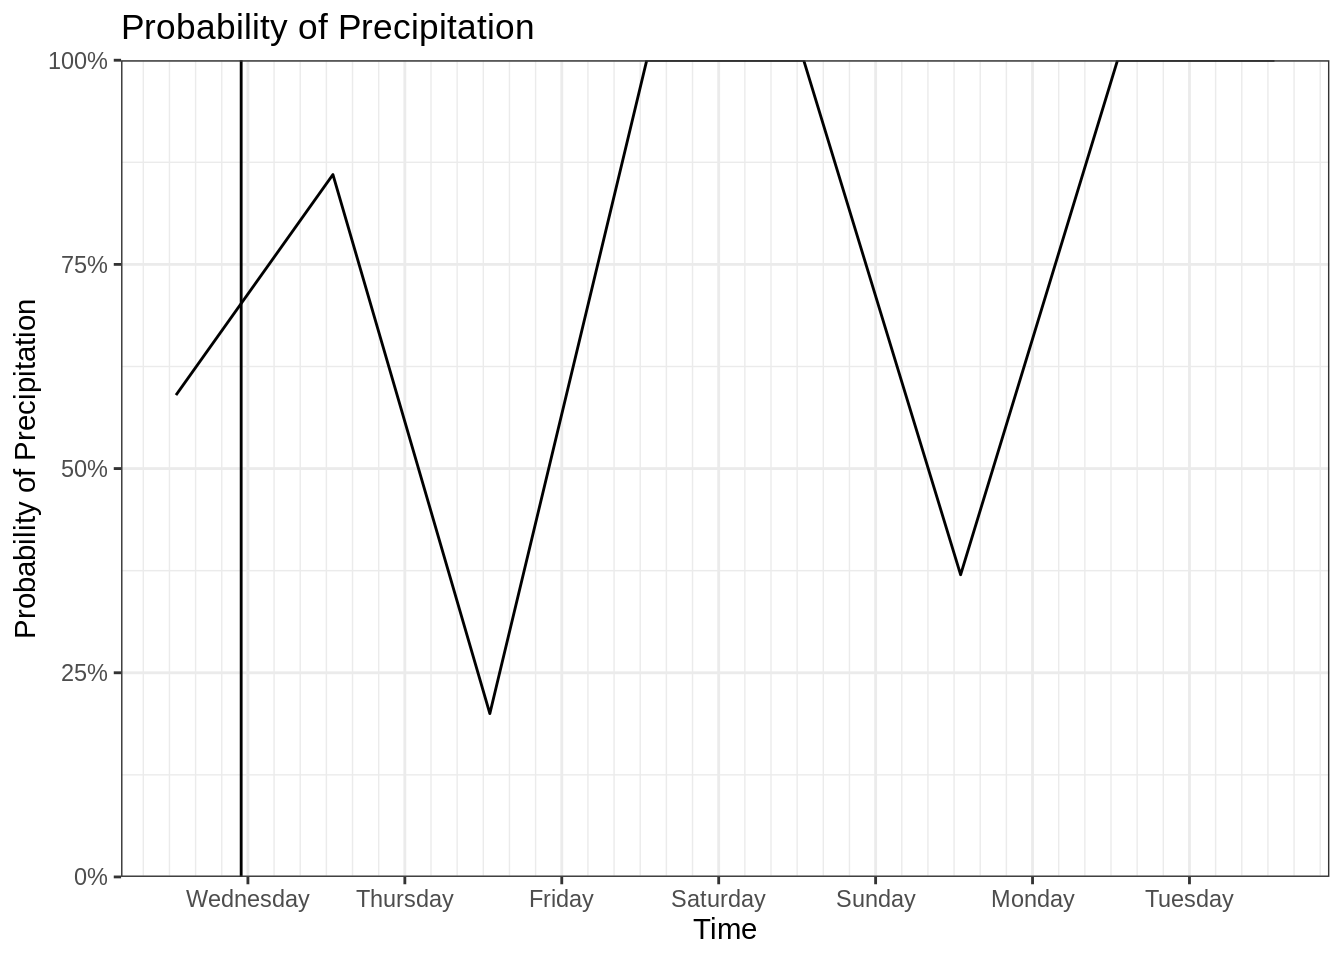 Probability of Precipitation
Probability of Precipitation
100%
75%
50%
25%
0%
Wednesday Thursday Friday Saturday Sunday Monday Tuesday
Time